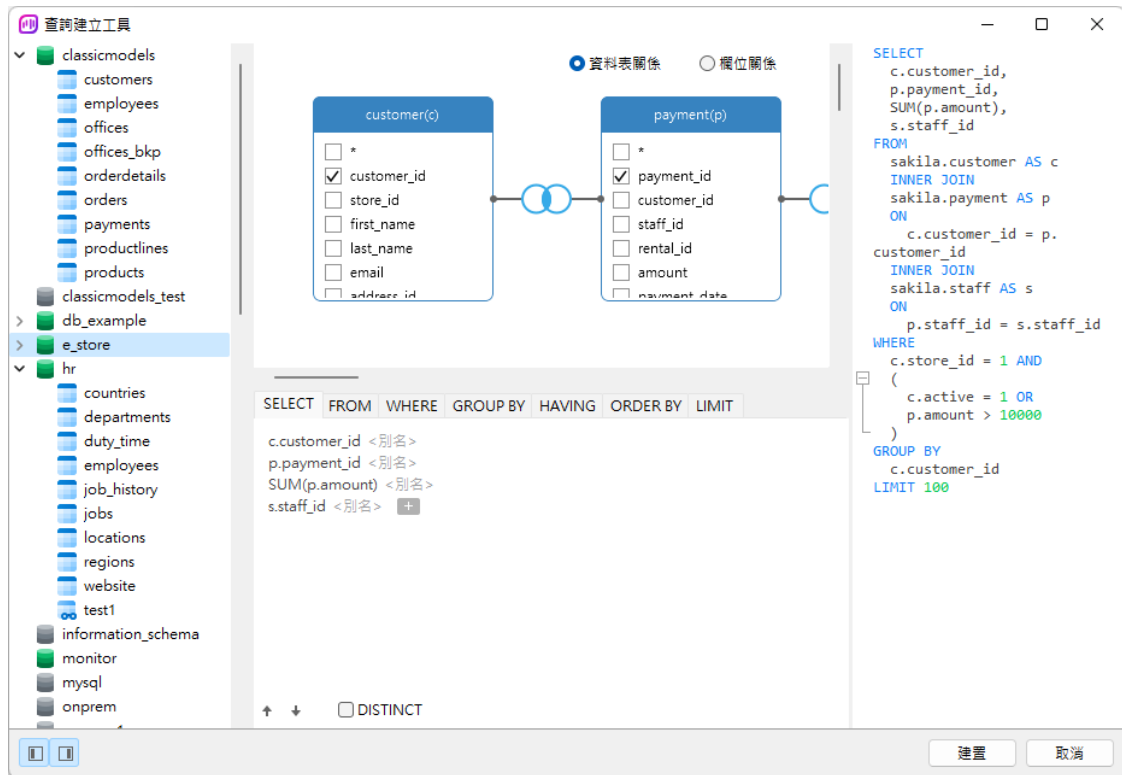 查詢建立工具
classicmodels
customers
employees
offices
offices_bkp
orderdetails
orders
payments
productlines
products
classicmodels_test
db_example
e_store
hr
countries
departments
duty_time
employees
job_history
jobs
locations
regions
website
test1
information_schema
monitor
mysql
onprem
資料表關係 欄位關係
customer(c)
*
customer_id
store_id
first_name
last_name
email
address_id
payment(p)
*
payment_id
customer_id
staff_id
rental_id
amount
payment_date
SELECT FROM WHERE GROUP BY HAVING ORDER BY LIMIT
c.customer_id <別名>
p.payment_id <別名>
SUM(p.amount) <別名>
s.staff_id <別名> +
DISTINCT
SELECT
c.customer_id,
p.payment_id,
SUM(p.amount),
s.staff_id
FROM
sakila.customer AS c
INNER JOIN
sakila.payment AS p
ON
c.customer_id = p.
customer_id
INNER JOIN
sakila.staff AS s
ON
p.staff_id = s.staff_id
WHERE
c.store_id = 1 AND
(
c.active = 1 OR
p.amount > 10000
)
GROUP BY
c.customer_id
LIMIT 100
建置 取消